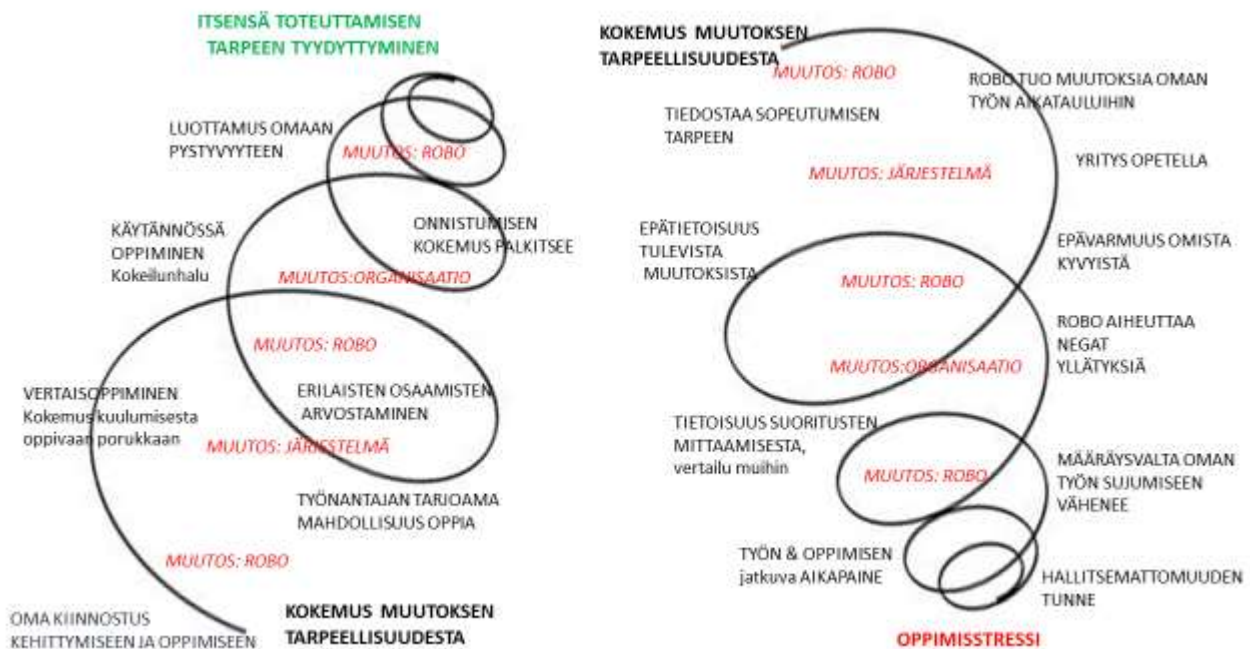 ITSENSÄ TOTEUTTAMISEN
TARPEEN TYYDYTTYMINEN
LUOTTAMUS OMAAN
PYSTYVYYTEEN
MUUTOS: ROBO
KÄYTÄNNÖSSÄ
OPPIMINEN
Kokeilunhalu
ONNISTUMISEN
KOKEMUS PALKITSEE
MUUTOS:ORGANISAATIO
MUUTOS: ROBO
VERTAISOPPIMINEN
Kokemus kuulumisesta
oppivaan porukkaan
ERILAISTEN OSAAMISTEN
ARVOSTAMINEN
MUUTOS: JÄRJESTELMÄ
TYÖNANTAJAN TARJOAMA
MAHDOLLISUUS OPPIA
MUUTOS: ROBO
OMA KIINNOSTUS
KEHITTYMISEEN JA OPPIMISEEN
KOKEMUS MUUTOKSEN
TARPEELLISUUDESTA
KOKEMUS MUUTOKSEN
TARPEELLISUUDESTA
MUUTOS: ROBO
ROBO TUO MUUTOKSIA OMAN
TYÖN AIKATAULUIHIN
TIEDOSTAA SOPEUTUMISEN
TARPEEN
MUUTOS: JÄRJESTELMÄ
YRITYS OPETELLA
EPÄTIETOISUUS
TULEVISTA
MUUTOKSISTA
EPÄVARMUUS OMISTA
KYVYISTÄ
MUUTOS: ROBO
ROBO AIHEUTTAA
NEGAT
YLLÄTYKSIÄ
MUUTOS:ORGANISAATIO
TIETOISUUS SUORITUSTEN
MITTAAMISESTA,
vertailu muihin
MUUTOS: ROBO
MÄÄRÄYSVALTA OMAN
TYÖN SUJUMISEEN
VÄHENEE
TYÖN & OPPIMISEN
jatkuva AIKAPAINE
HALLITSEMATTOMUUDEN
TUNNE
OPPIMISSTRESSI